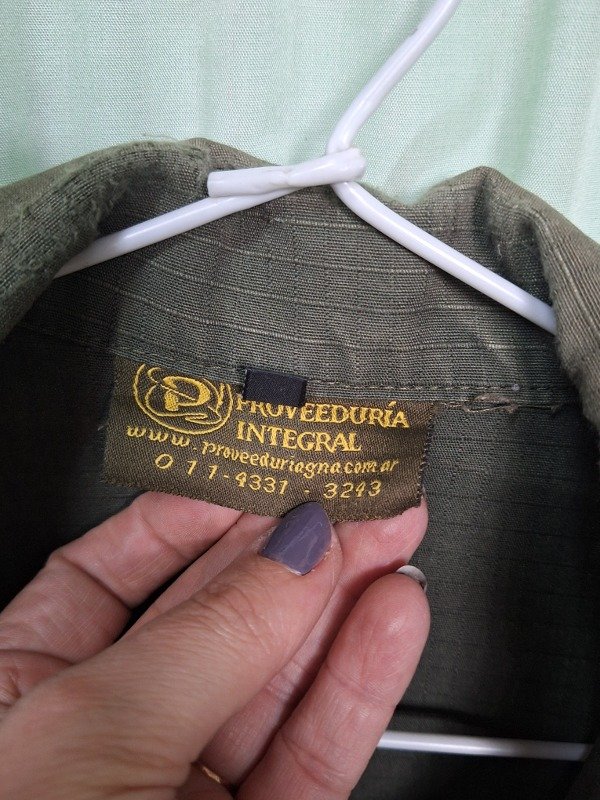 P
PROVEEDURÍA
INTEGRAL
www.proveeduriagna.com.ar
011-4331-3243